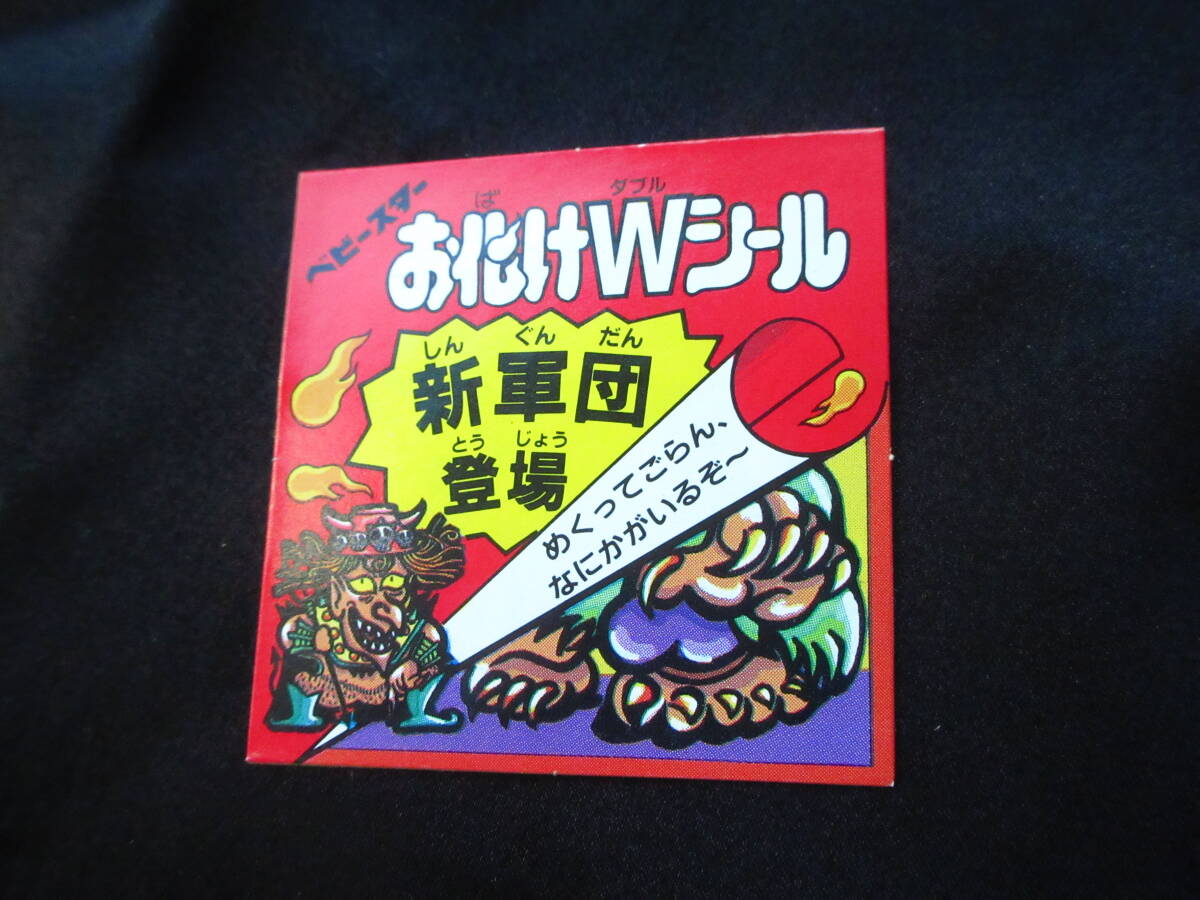 ベビースター
ば ダブル
お化けWシール
しん ぐん だん
新軍団
とう じょう
登場
めくってごらん、
なにかがいるぞ〜